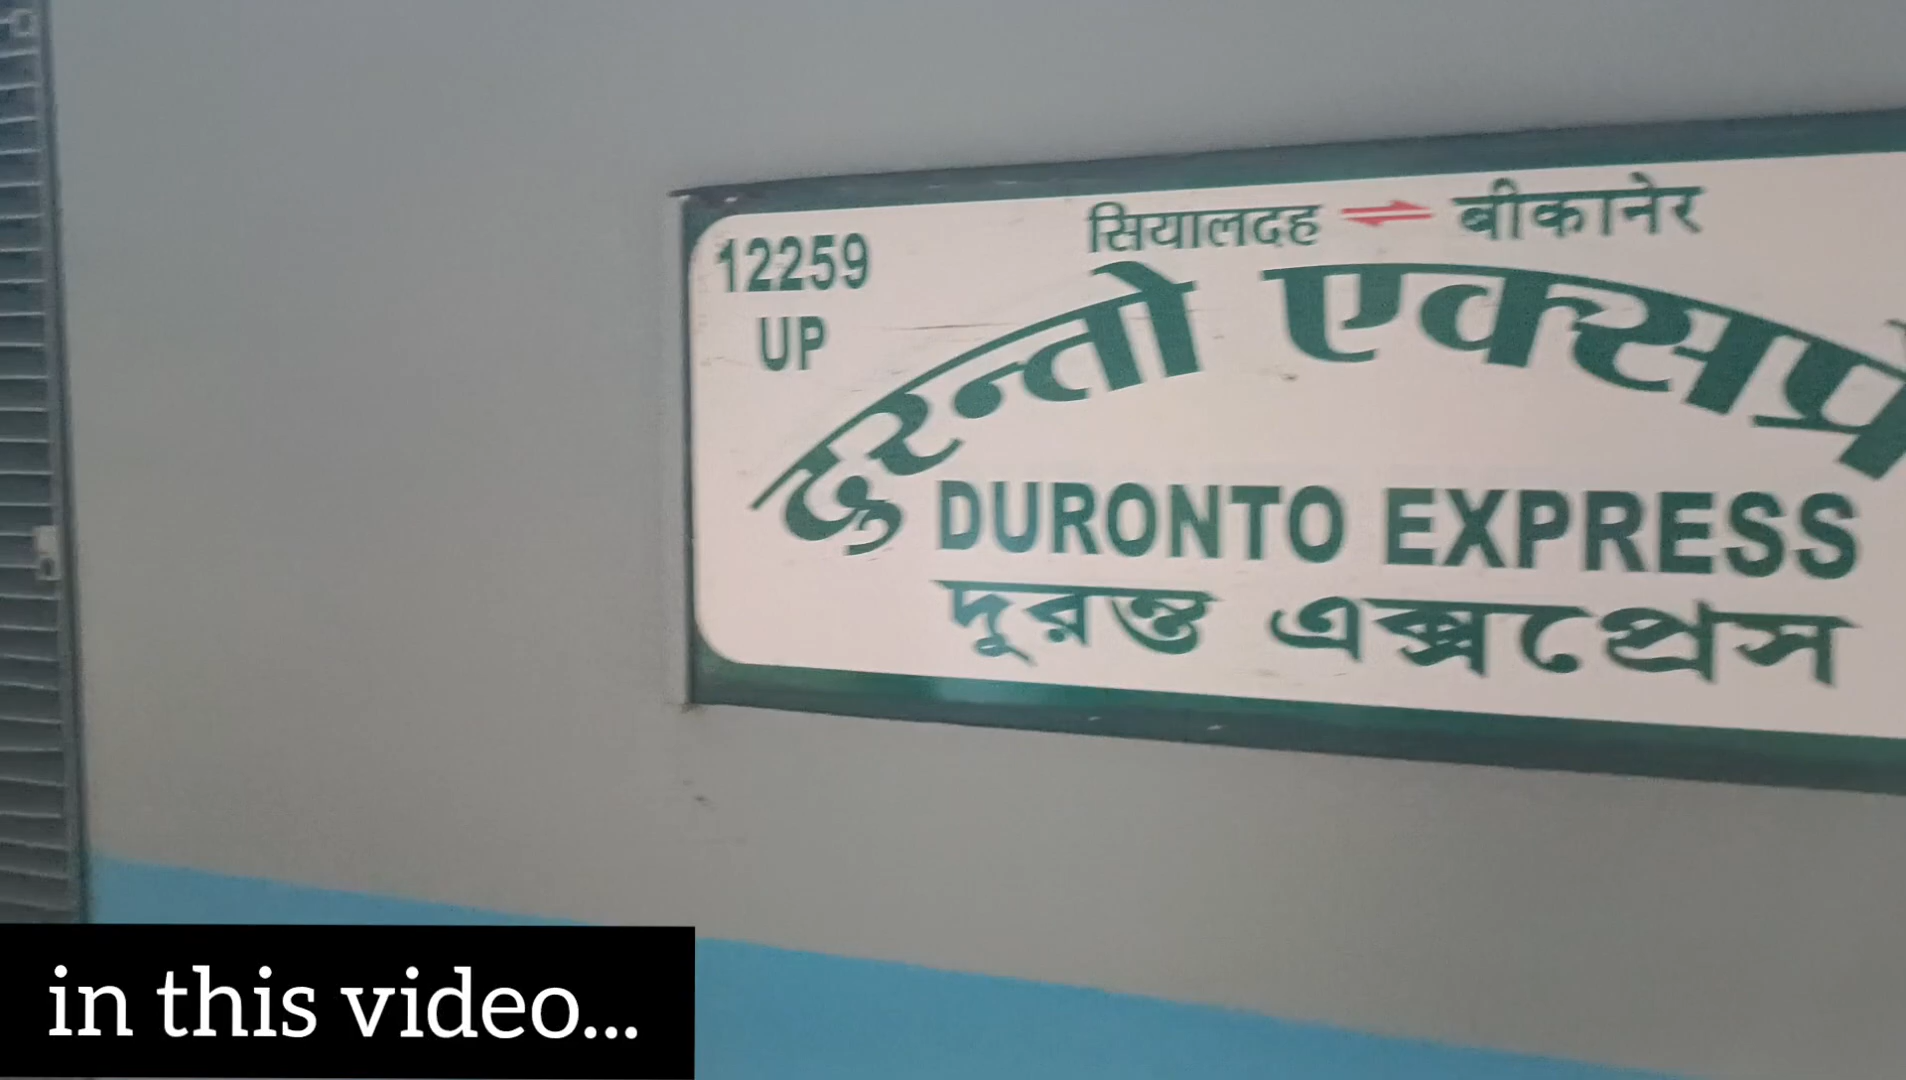 सियालदह ⇌ बीकानेर
12259
UP
दुरन्तो एक्सप्रे
DURONTO EXPRESS
দুরন্ত এক্সপ্রেস
in this video...